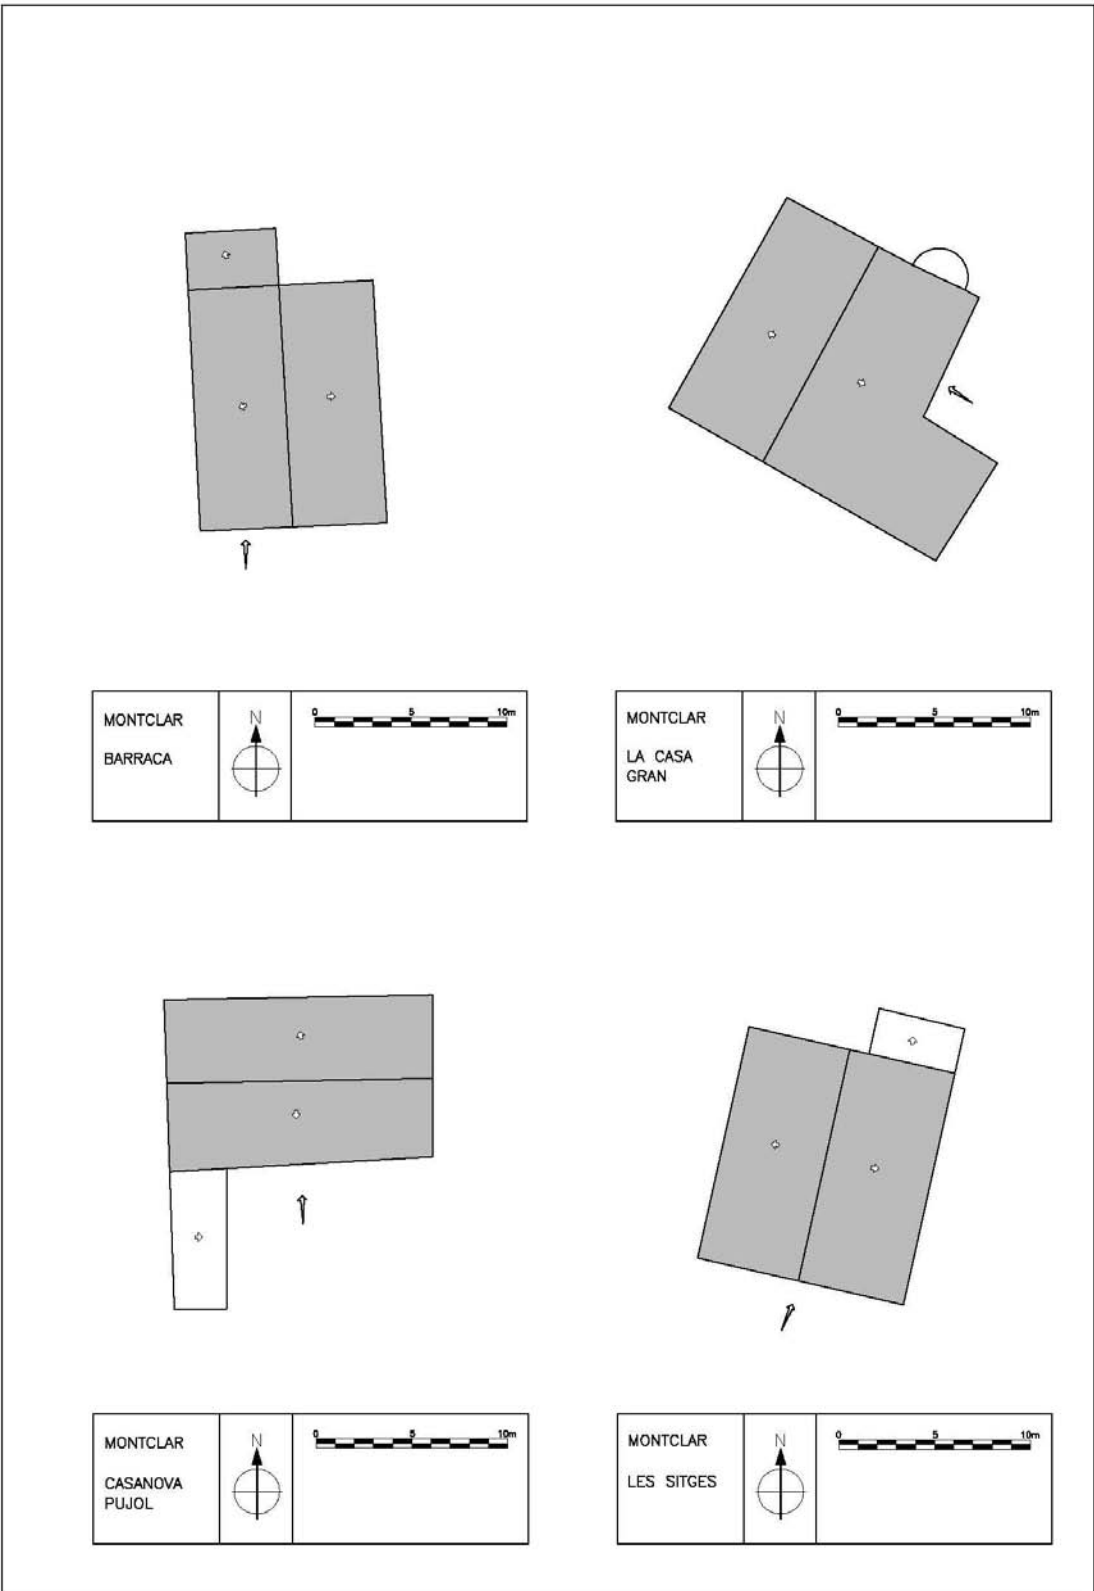 MONTCLAR
BARRACA
N
0 5 10m
MONTCLAR
LA CASA
GRAN
N
0 5 10m
MONTCLAR
CASANOVA
PUJOL
N
0 5 10m
MONTCLAR
LES SITGES
N
0 5 10m